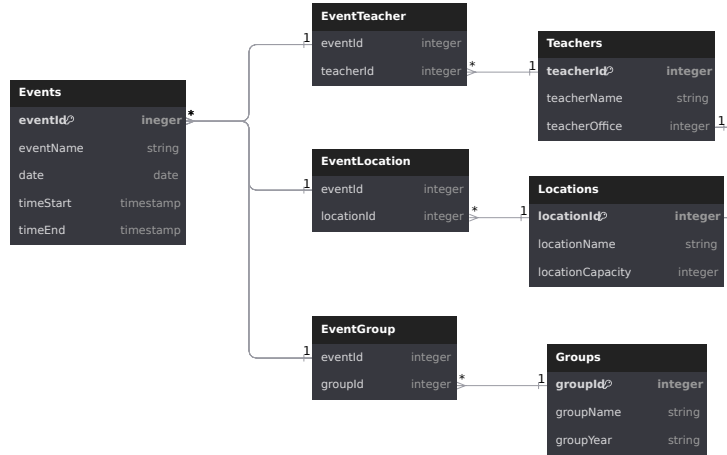 EventTeacher
eventId integer
teacherId integer
1
*
Teachers
teacherId integer
teacherName string
teacherOffice integer
1
1
Events
eventId ineger
eventName string
date date
timeStart timestamp
timeEnd timestamp
*
EventLocation
eventId integer
locationId integer
1
*
Locations
locationId integer
locationName string
locationCapacity integer
1
EventGroup
eventId integer
groupId integer
1
*
Groups
groupId integer
groupName string
groupYear string
1